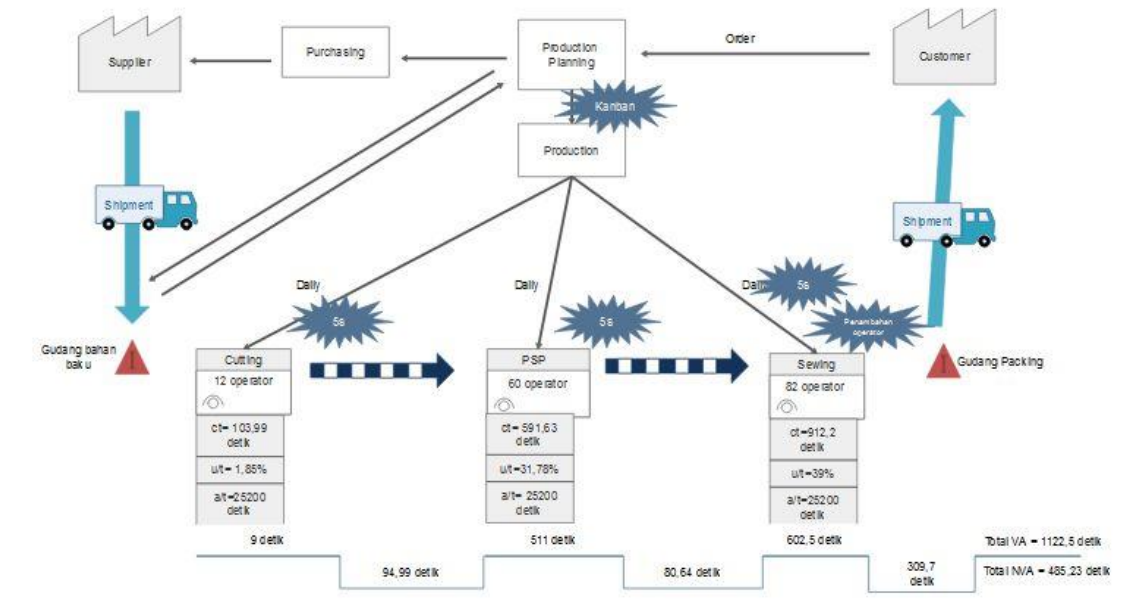 Supplier
Purchasing
Production
Planning
Order
Customer
Kanban
Production
Shipment
Shipment
Daily
Daily
Daily
5s
5s
5s
Penambahan
operator
Gudang bahan
baku
Gudang Packing
Cutting
12 operator
ct= 103,99
detik
u/t= 1,85%
a/t=25200
detik
PSP
60 operator
ct= 591,63
detik
u/t=31,78%
a/t= 25200
detik
Sewing
82 operator
ct=912,2
detik
u/t=39%
a/t=25200
detik
9 detik
94,99 detik
511 detik
80,64 detik
602,5 detik
309,7
detik
Total VA = 1122,5 detik
Total NVA = 485,23 detik